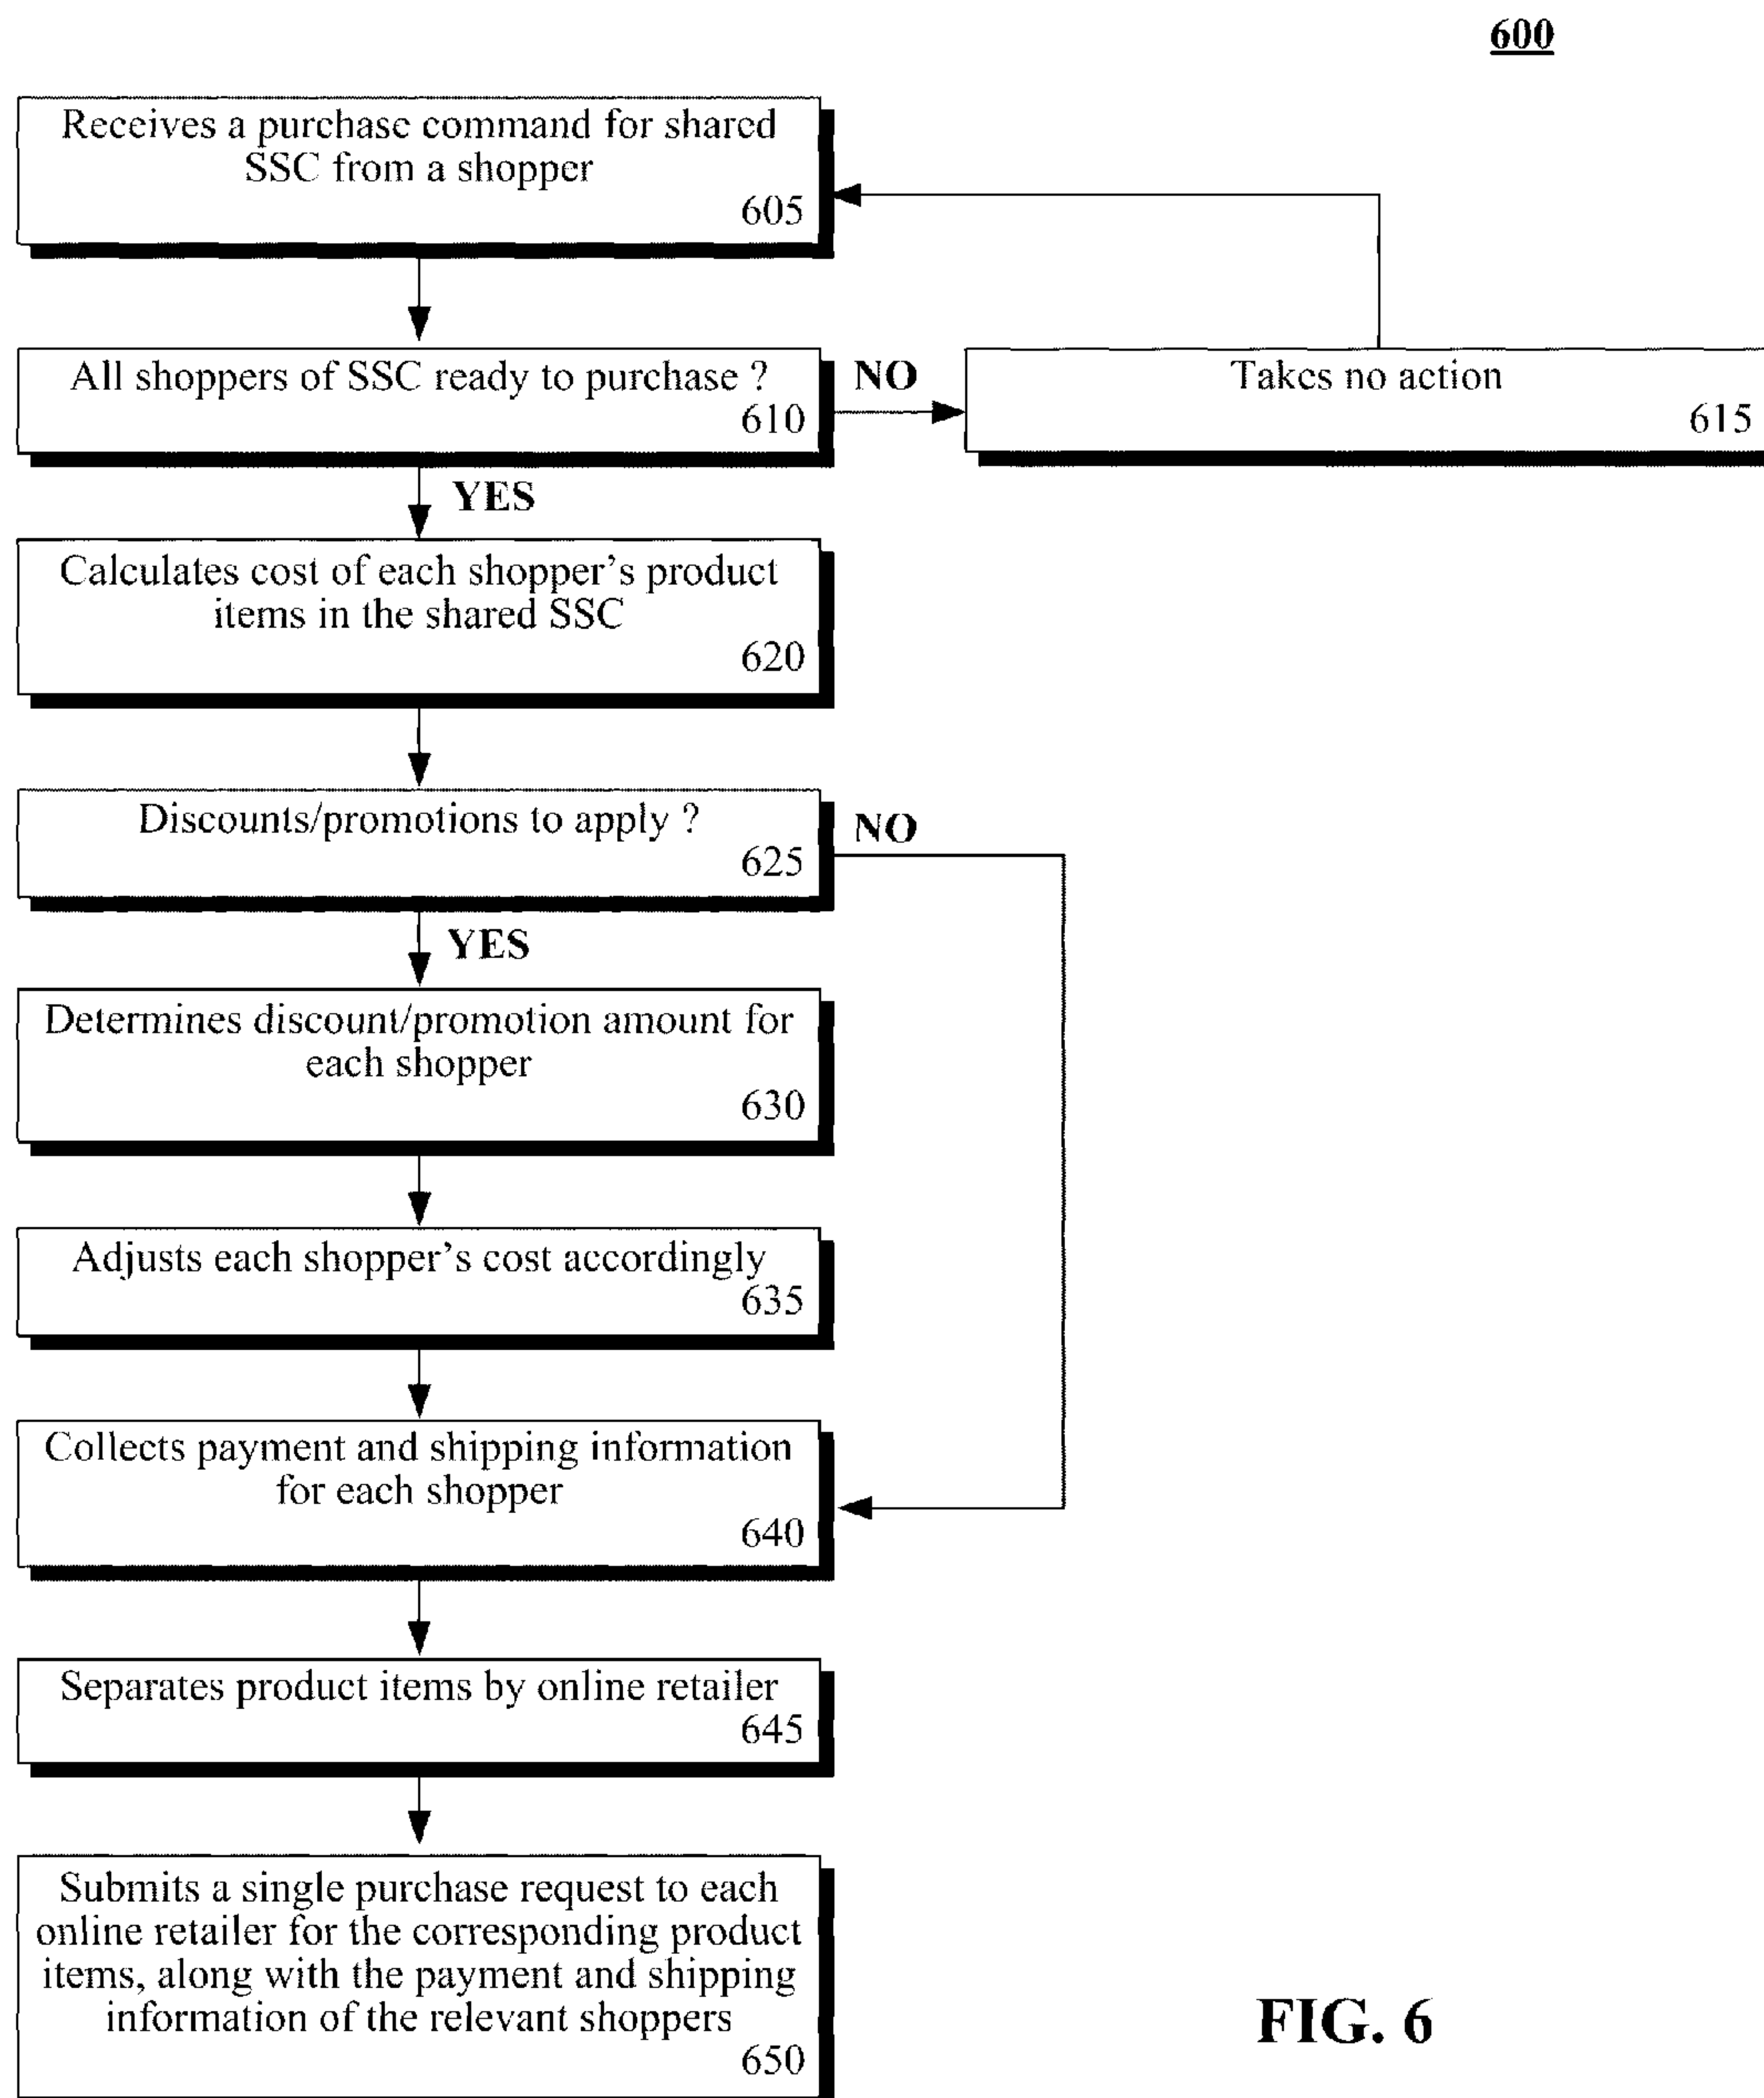 600
Receives a purchase command for shared
SSC from a shopper
605
All shoppers of SSC ready to purchase ?
610
NO
Takes no action
615
YES
Calculates cost of each shopper’s product
items in the shared SSC
620
Discounts/promotions to apply ?
625
NO
YES
Determines discount/promotion amount for
each shopper
630
Adjusts each shopper’s cost accordingly
635
Collects payment and shipping information
for each shopper
640
Separates product items by online retailer
645
Submits a single purchase request to each
online retailer for the corresponding product
items, along with the payment and shipping
information of the relevant shoppers
650
FIG. 6